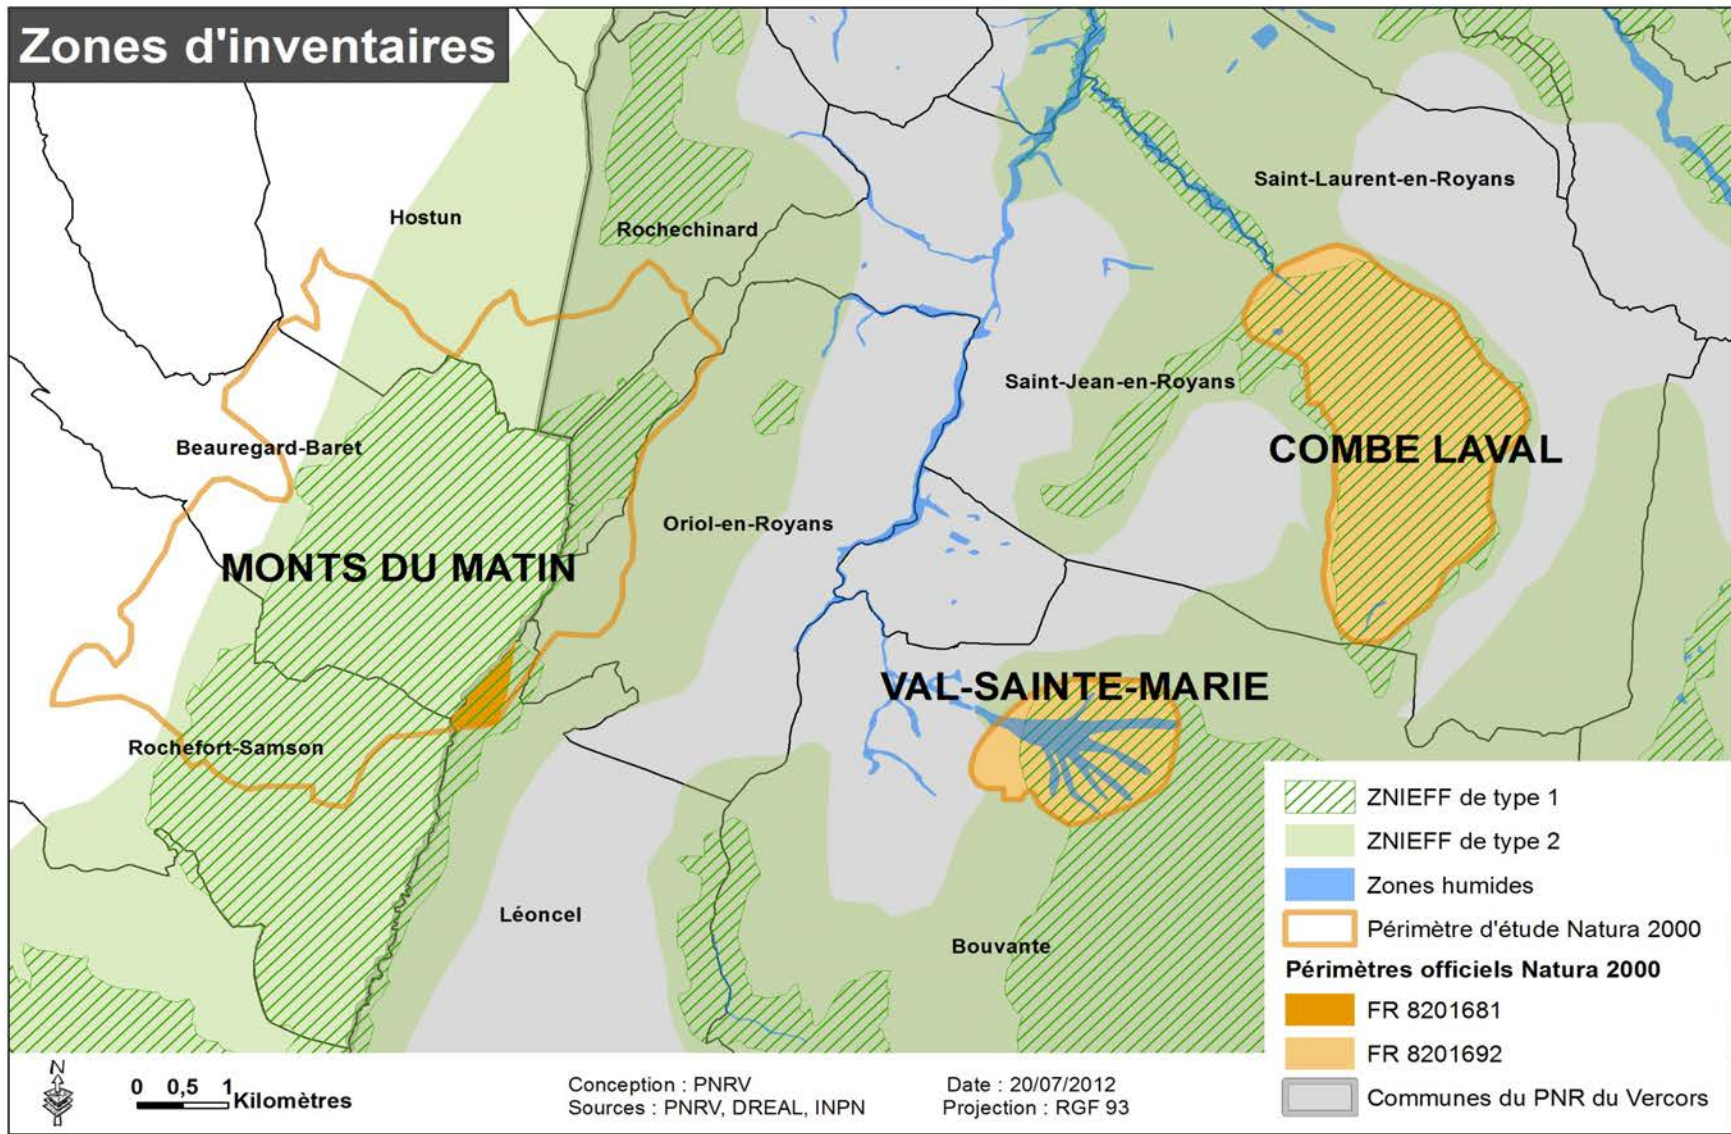 Zones d'inventaires
Saint-Laurent-en-Royans
Hostun
Rochechinard
Saint-Jean-en-Royans
Beauregard-Baret
COMBE LAVAL
Oriol-en-Royans
MONTS DU MATIN
VAL-SAINTE-MARIE
Rochefort-Samson
Léoncel
Bouvante
ZNIEFF de type 1
ZNIEFF de type 2
Zones humides
Périmètre d'étude Natura 2000
Périmètres officiels Natura 2000
FR 8201681
FR 8201692
Communes du PNR du Vercors
N
0 0,5 1
Kilomètres
Conception : PNRV
Sources : PNRV, DREAL, INPN
Date : 20/07/2012
Projection : RGF 93